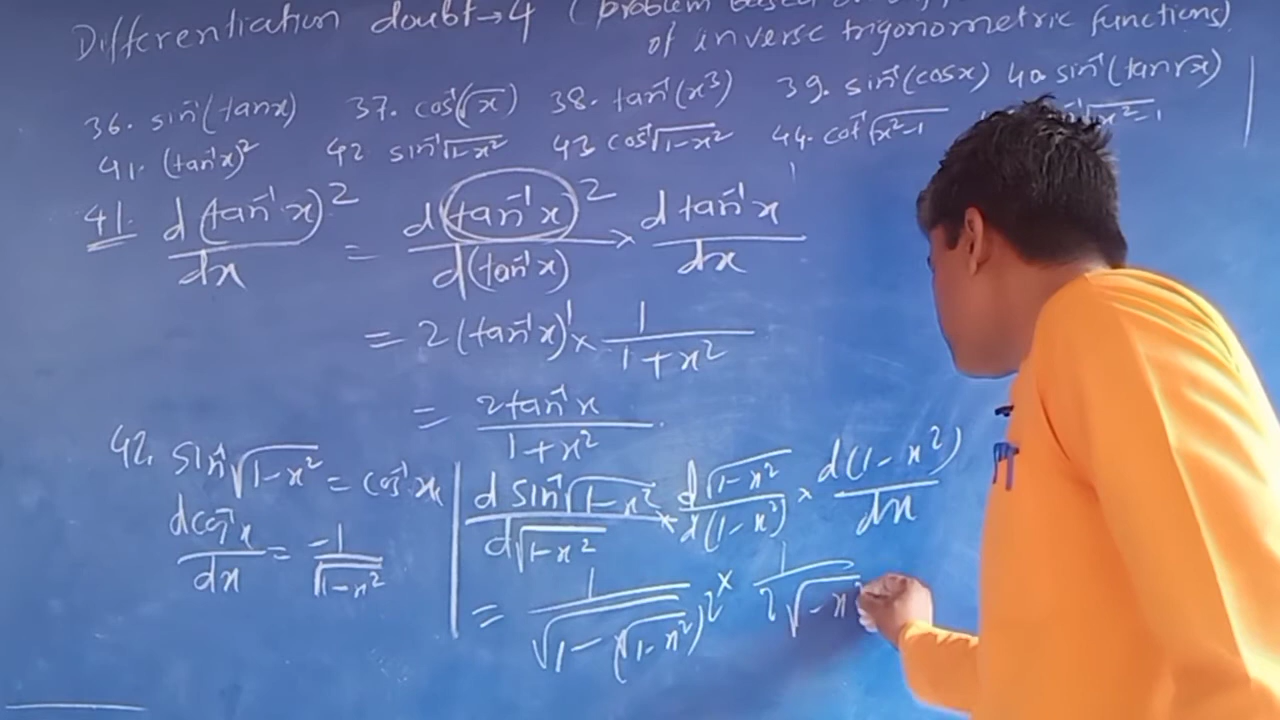 Differentiation doubt→4 (problem based
of inverse trigonometric functions)
36. sin⁻¹(tanx) 37. cos⁻¹(√x) 38. tan⁻¹(x³) 39. sin⁻¹(cosx) 40. sin⁻¹(tan√x)
41. (tan⁻¹x)² 42 sin⁻¹√1-x² 43 cos⁻¹√1-x² 44. cot⁻¹√x²-1 √x²-1
41. d(tan⁻¹x)²/dx = d(tan⁻¹x)²/d(tan⁻¹x) × d tan⁻¹x/dx
= 2(tan⁻¹x)¹ × 1/1+x²
= 2tan⁻¹x/1+x².
42. sin⁻¹√1-x² = cos⁻¹x
dcos⁻¹x/dx = -1/√1-x²
d sin⁻¹√1-x²/d√1-x² × d√1-x²/d(1-x²) × d(1-x²)/dx
= 1/√1-(√1-x²)² × 1/2√-x